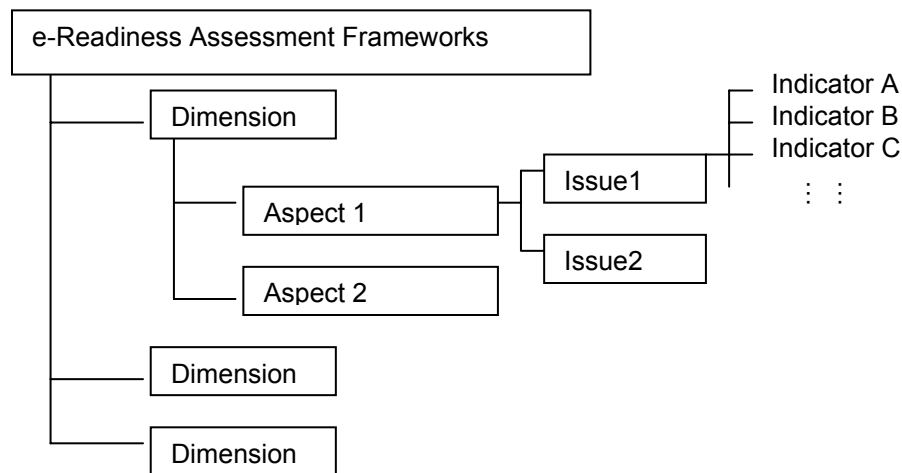 e-Readiness Assessment Frameworks
Dimension
Aspect 1
Issue1
Indicator A
Indicator B
Indicator C
⋮ ⋮
Issue2
Aspect 2
Dimension
Dimension